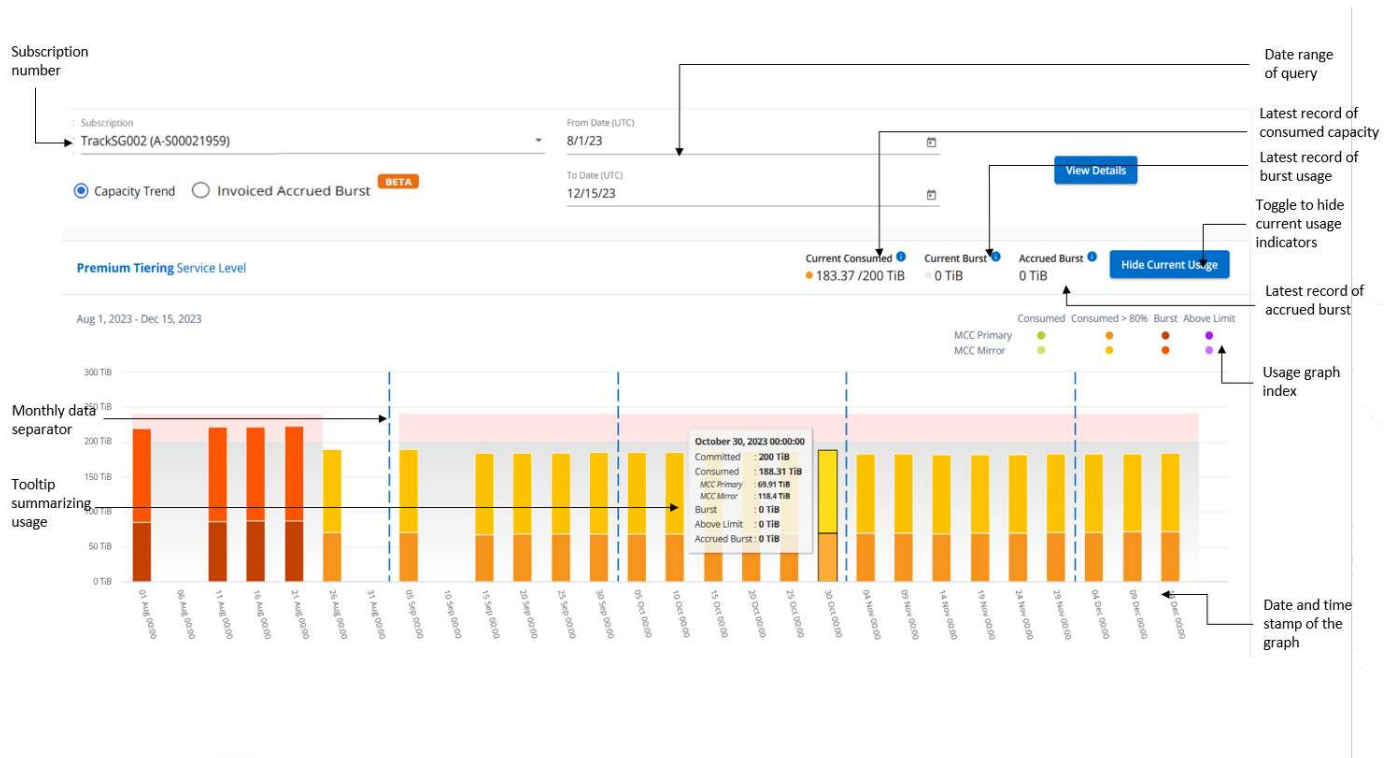 Subscription
number
Date range
of query
Latest record of
consumed capacity
Latest record of
burst usage
Toggle to hide
current usage
indicators
Latest record of
accrued burst
Usage graph
index
Date and time
stamp of the
graph
Subscription
TrackSG002 (A-S00021959)
From Date (UTC)
8/1/23
Capacity Trend
Invoiced Accrued Burst
BETA
To Date (UTC)
12/15/23
View Details
Premium Tiering Service Level
Current Consumed
183.37 /200 TiB
Current Burst
0 TiB
Accrued Burst
0 TiB
Hide Current Usage
Aug 1, 2023 - Dec 15, 2023
Consumed Consumed > 80% Burst Above Limit
MCC Primary
MCC Mirror
Monthly data
separator
Tooltip
summarizing
usage
300 TiB
250 TiB
200 TiB
150 TiB
100 TiB
50 TiB
0 TiB
October 30, 2023 00:00:00
Committed : 200 TiB
Consumed : 188.31 TiB
MCC Primary : 69.91 TiB
MCC Mirror : 118.4 TiB
Burst : 0 TiB
Above Limit : 0 TiB
Accrued Burst : 0 TiB
01 Aug 00:00
06 Aug 00:00
11 Aug 00:00
16 Aug 00:00
21 Aug 00:00
26 Aug 00:00
31 Aug 00:00
05 Sep 00:00
10 Sep 00:00
15 Sep 00:00
20 Sep 00:00
25 Sep 00:00
30 Sep 00:00
05 Oct 00:00
10 Oct 00:00
15 Oct 00:00
20 Oct 00:00
25 Oct 00:00
30 Oct 00:00
04 Nov 00:00
09 Nov 00:00
14 Nov 00:00
19 Nov 00:00
24 Nov 00:00
29 Nov 00:00
04 Dec 00:00
09 Dec 00:00
14 Dec 00:00